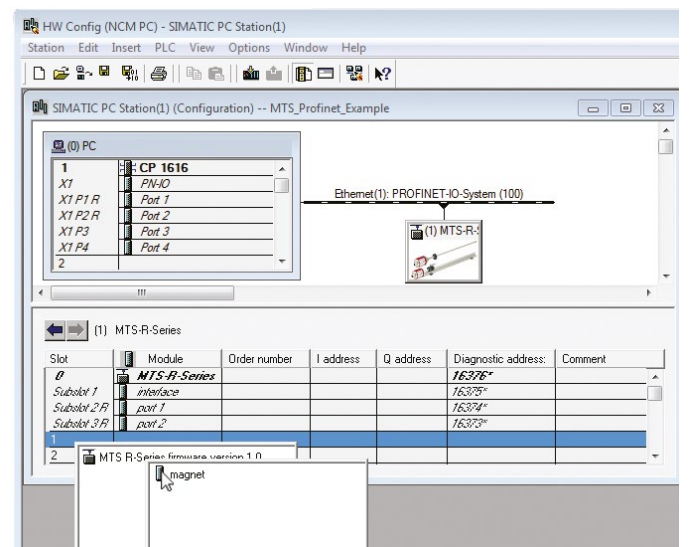 HW Config (NCM PC) - SIMATIC PC Station(1)
Station Edit Insert PLC View Options Window Help
SIMATIC PC Station(1) (Configuration) -- MTS_Profinet_Example
(0) PC
1 CP 1616
X1 PN-IO
X1 P1 R Port 1
X1 P2 R Port 2
X1 P3 Port 3
X1 P4 Port 4
2
Ethernet(1): PROFINET-IO-System (100)
(1) MTS-R-S
(1) MTS-R-Series
Slot Module Order number I address Q address Diagnostic address: Comment
0 MTS-R-Series 16376*
Subslot 1 interface 16375*
Subslot 2 R port 1 16374*
Subslot 3 R port 2 16373*
1
2
MTS R-Series firmware version 1.0
magnet